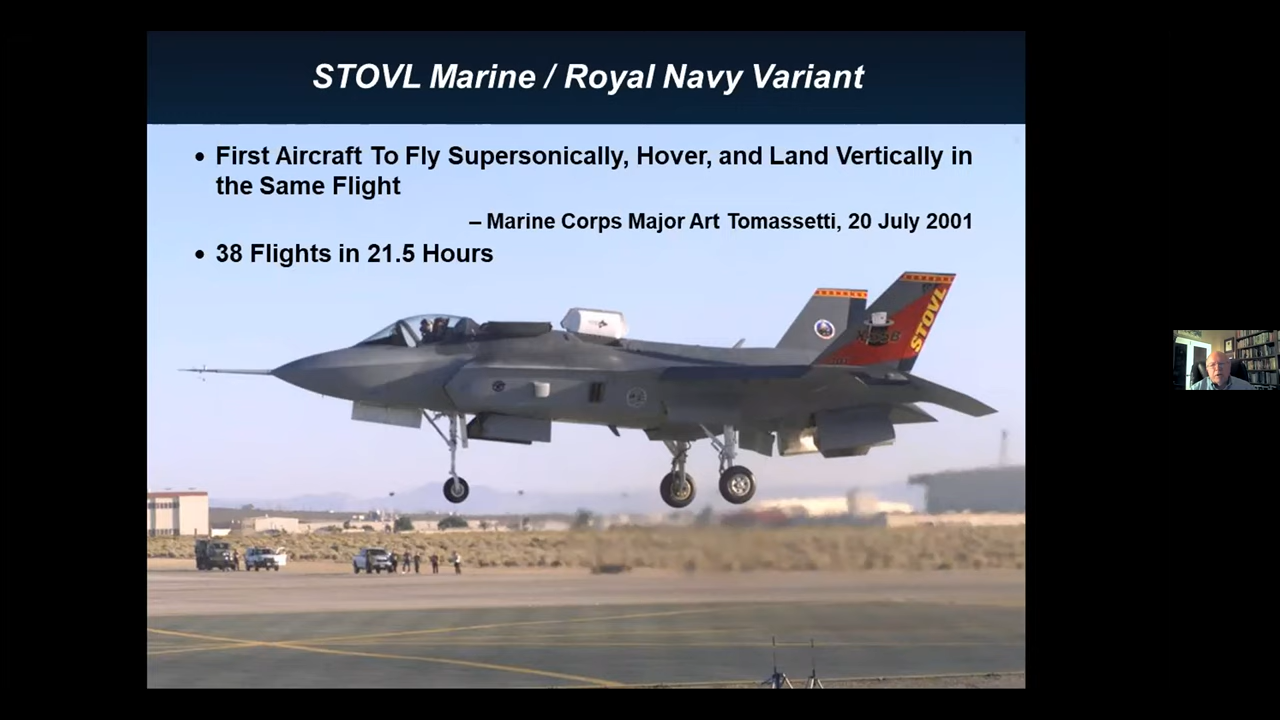 STOVL Marine / Royal Navy Variant
• First Aircraft To Fly Supersonically, Hover, and Land Vertically in
the Same Flight
– Marine Corps Major Art Tomassetti, 20 July 2001
• 38 Flights in 21.5 Hours
STOVL
X-35B